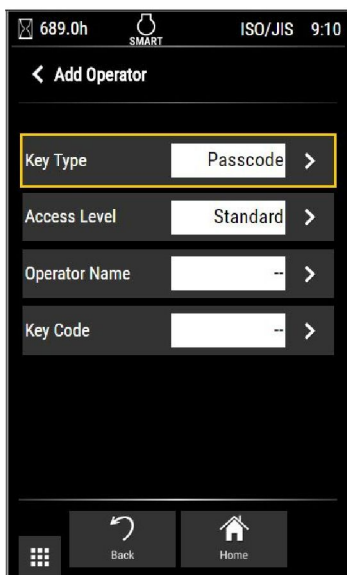 689.0h SMART ISO/JIS 9:10
Add Operator
Key Type Passcode
Access Level Standard
Operator Name --
Key Code --
Back Home